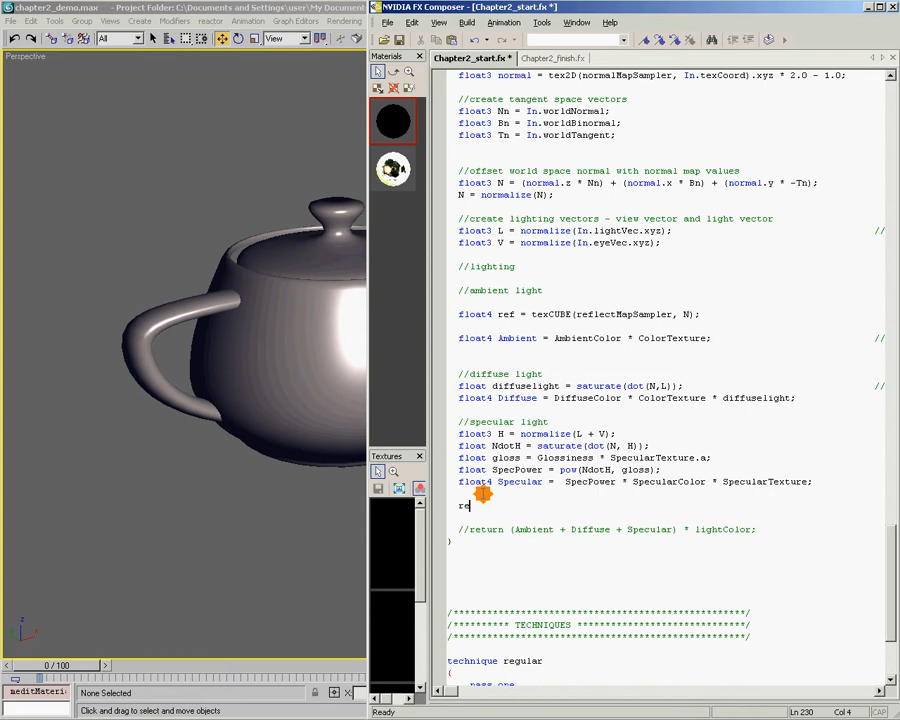 chapter2_demo.max - Project Folder: C:\Documents and Settings\user\My Document
File Edit Tools Group Views Create Modifiers reactor Animation Graph Editors Rendering
All
View
Perspective
0 / 100
meditMateri
None Selected
X:
Click and drag to select and move objects
NVIDIA FX Composer - [Chapter2_start.fx *]
File Edit View Build Animation Tools Window Help
Materials
Textures
Chapter2_start.fx *
Chapter2_finish.fx
float3 normal = tex2D(normalMapSampler, In.texCoord).xyz * 2.0 - 1.0;
//create tangent space vectors
float3 Nn = In.worldNormal;
float3 Bn = In.worldBinormal;
float3 Tn = In.worldTangent;
//offset world space normal with normal map values
float3 N = (normal.z * Nn) + (normal.x * Bn) + (normal.y * -Tn);
N = normalize(N);
//create lighting vectors - view vector and light vector
float3 L = normalize(In.lightVec.xyz); //
float3 V = normalize(In.eyeVec.xyz);
//lighting
//ambient light
float4 ref = texCUBE(reflectMapSampler, N);
float4 Ambient = AmbientColor * ColorTexture; //
//diffuse light
float diffuselight = saturate(dot(N,L)); //
float4 Diffuse = DiffuseColor * ColorTexture * diffuselight;
//specular light
float3 H = normalize(L + V);
float NdotH = saturate(dot(N, H));
float gloss = Glossiness * SpecularTexture.a;
float SpecPower = pow(NdotH, gloss);
float4 Specular = SpecPower * SpecularColor * SpecularTexture;
re
//return (Ambient + Diffuse + Specular) * lightColor;
}
/**************************************************/
/********** TECHNIQUES ****************************/
/**************************************************/
technique regular
{
pass one
Ready
Ln 230 Col 4 CAP